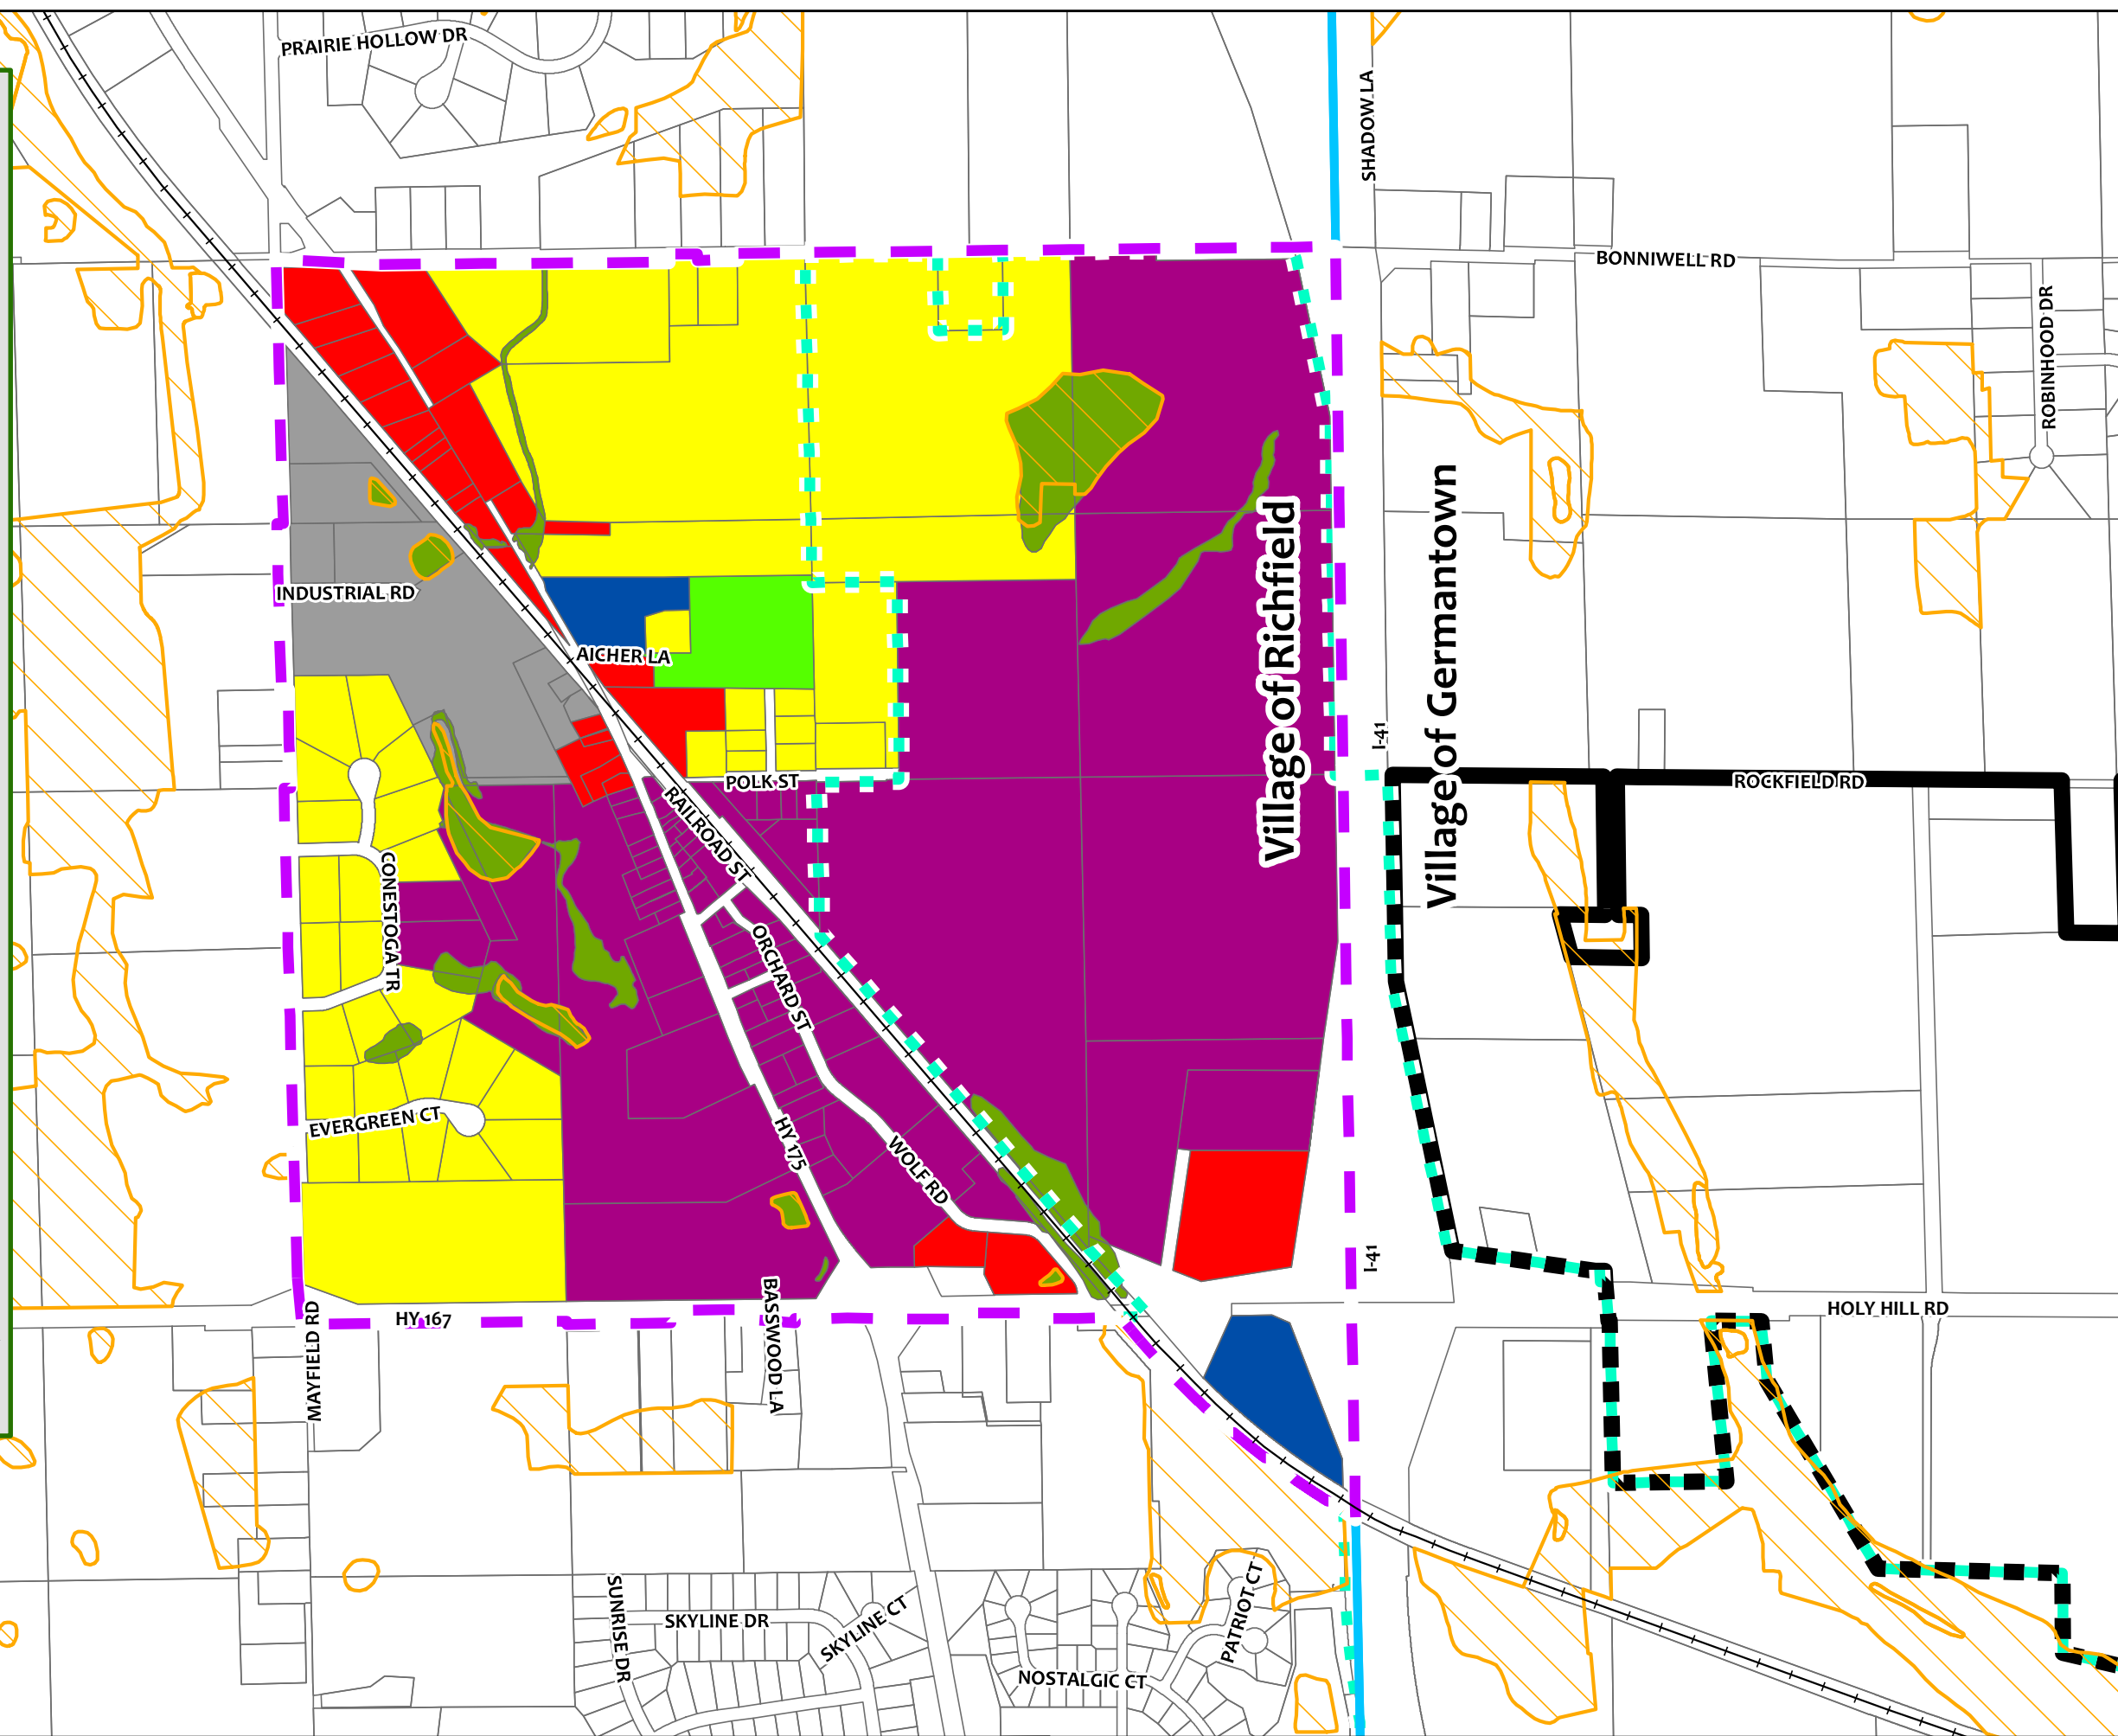 PRAIRIE HOLLOW DR
SHADOW LA
BONNIWELL RD
ROBINHOOD DR
Village of Richfield
Village of Germantown
INDUSTRIAL RD
AICHER LA
I-41
POLK ST
ROCKFIELD RD
RAILROAD ST
CONESTOGA TR
ORCHARD ST
EVERGREEN CT
HY 175
WOLF RD
I-41
HY 167
BASSWOOD LA
MAYFIELD RD
HOLY HILL RD
SUNRISE DR
SKYLINE DR
SKYLINE CT
PATRIOT CT
NOSTALGIC CT